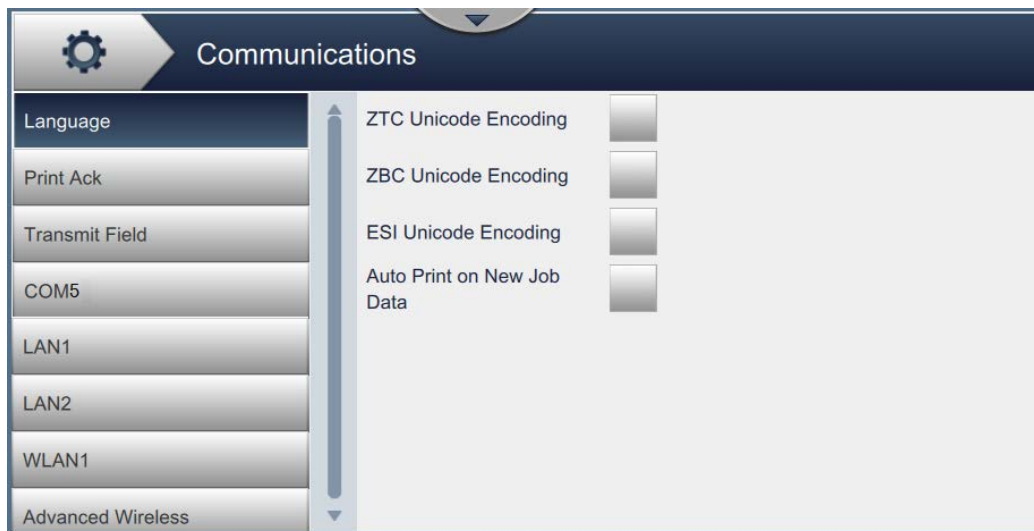 Communications
Language
Print Ack
Transmit Field
COM5
LAN1
LAN2
WLAN1
Advanced Wireless
ZTC Unicode Encoding
ZBC Unicode Encoding
ESI Unicode Encoding
Auto Print on New Job
Data